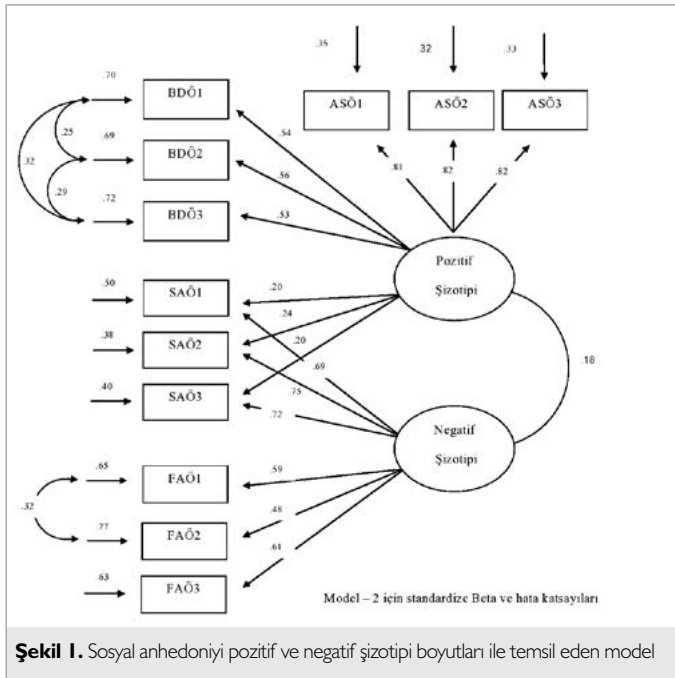 .35
.32
.33
ASÖ1
ASÖ2
ASÖ3
.81
.82
.82
.70
BDÖ1
.25
.69
.32
BDÖ2
.29
.72
BDÖ3
.54
.56
.53
Pozitif
Şizotipi
.50
SAÖ1
.38
SAÖ2
.40
SAÖ3
.20
.24
.20
.69
.75
.72
.18
Negatif
Şizotipi
.65
FAÖ1
.32
.77
FAÖ2
.63
FAÖ3
.59
.48
.61
Model – 2 için standardize Beta ve hata katsayıları
Şekil 1. Sosyal anhedoniyi pozitif ve negatif şizotipi boyutları ile temsil eden model